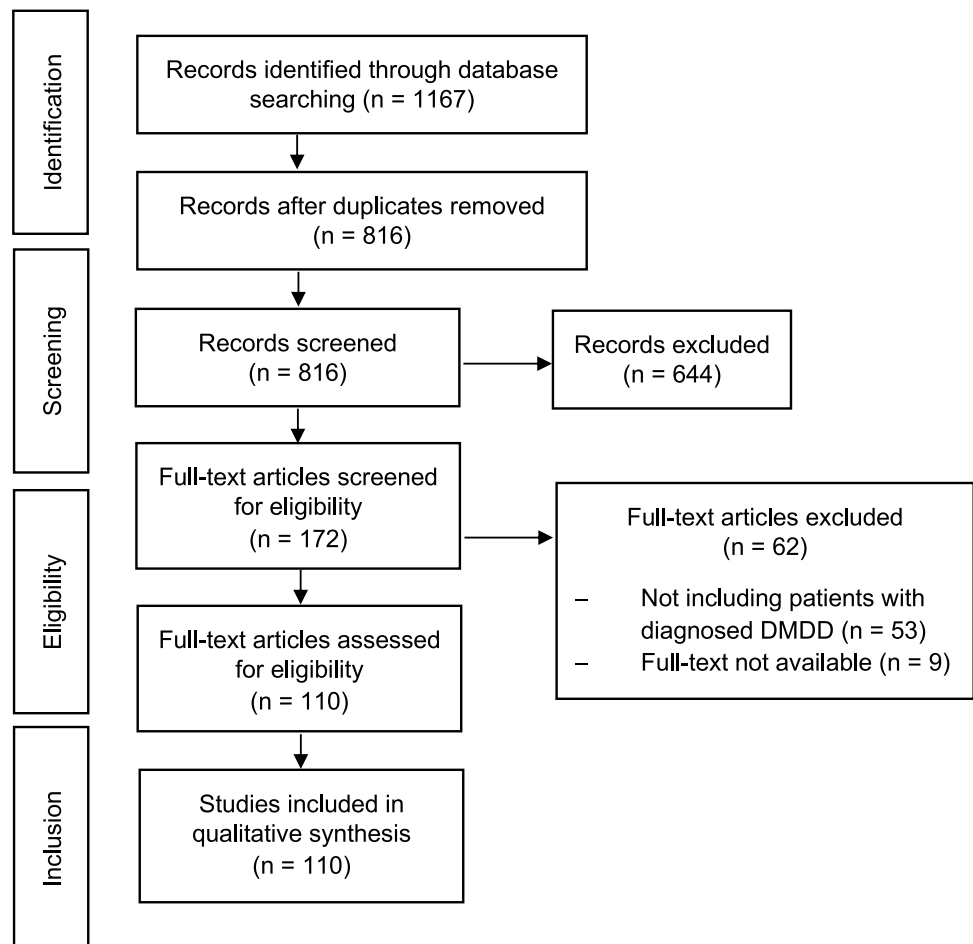 Identification
Records identified through database
searching (n = 1167)
Records after duplicates removed
(n = 816)
Screening
Records screened
(n = 816)
Records excluded
(n = 644)
Full-text articles screened
for eligibility
(n = 172)
Eligibility
Full-text articles excluded
(n = 62)
– Not including patients with
diagnosed DMDD (n = 53)
– Full-text not available (n = 9)
Full-text articles assessed
for eligibility
(n = 110)
Inclusion
Studies included in
qualitative synthesis
(n = 110)